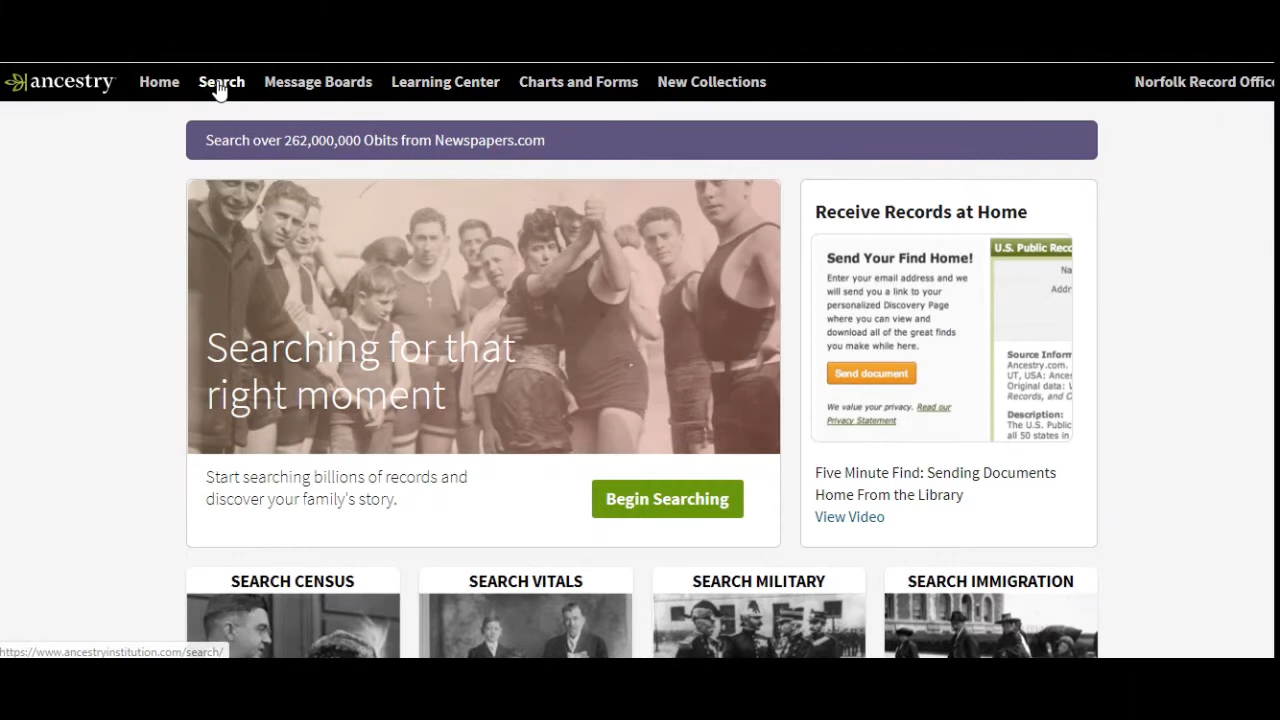 ancestry Home Search Message Boards Learning Center Charts and Forms New Collections Norfolk Record Office
Search over 262,000,000 Obits from Newspapers.com
Searching for that
right moment
Start searching billions of records and
discover your family's story.
Begin Searching
Receive Records at Home
Send Your Find Home!
Enter your email address and we
will send you a link to your
personalized Discovery Page
where you can view and
download all of the great finds
you make while here.
Send document
We value your privacy. Read our
Privacy Statement
U.S. Public Reco
Na
Addr
Source Inform
Ancestry.com.
UT, USA: Ances
Original data:
Records, and C
Description:
The U.S. Public
all 50 states in
Five Minute Find: Sending Documents
Home From the Library
View Video
SEARCH CENSUS
SEARCH VITALS
SEARCH MILITARY
SEARCH IMMIGRATION
https://www.ancestryinstitution.com/search/